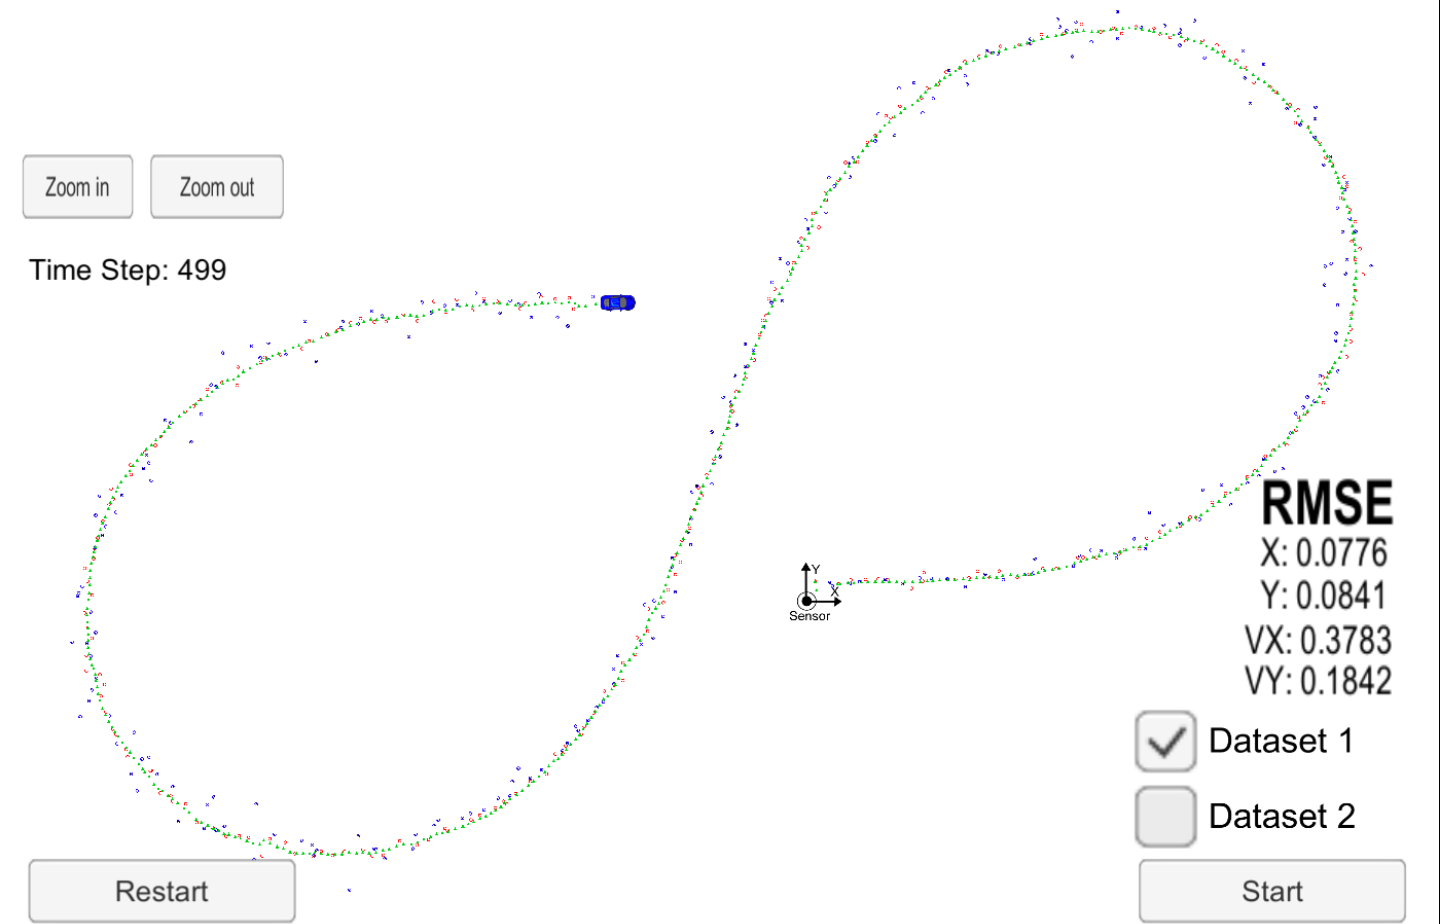 Zoom in
Zoom out
Time Step: 499
Y
X
Sensor
RMSE
X: 0.0776
Y: 0.0841
VX: 0.3783
VY: 0.1842
Dataset 1
Dataset 2
Restart
Start